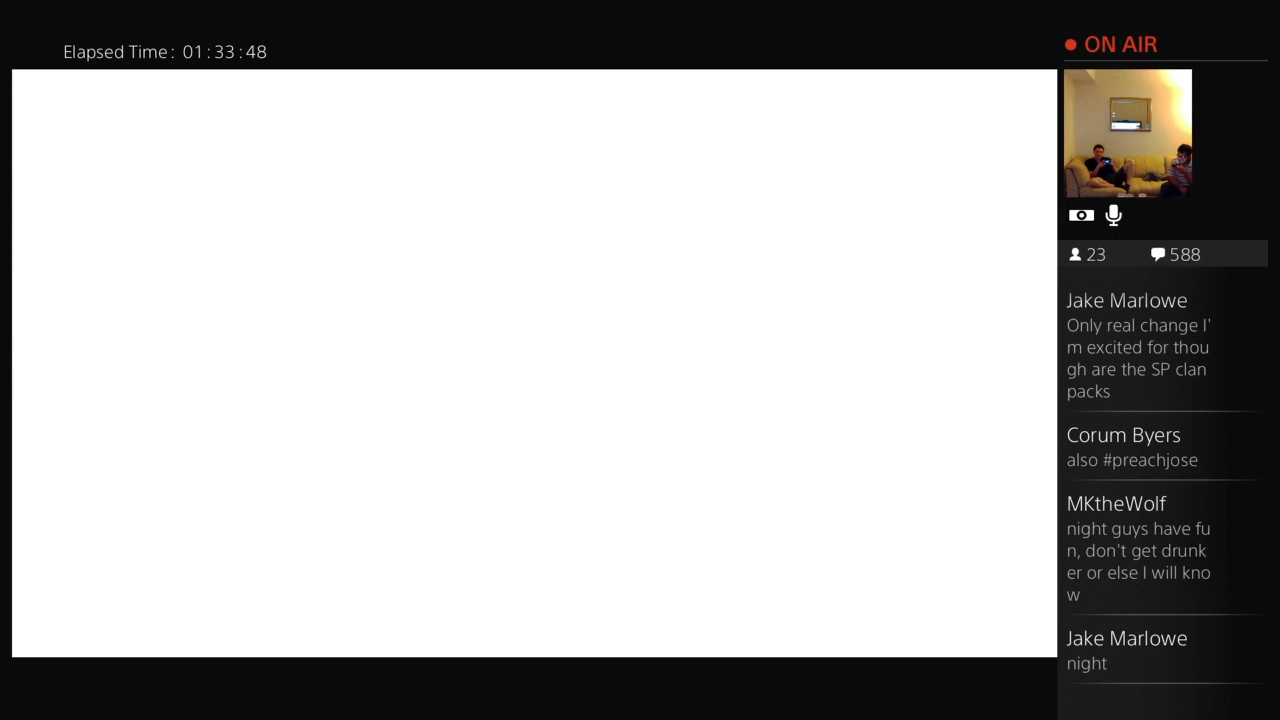 Elapsed Time: 01:33:48
ON AIR
23 588
Jake Marlowe
Only real change I'
m excited for thou
gh are the SP clan
packs
Corum Byers
also #preachjose
MKtheWolf
night guys have fu
n, don't get drunk
er or else I will kno
w
Jake Marlowe
night